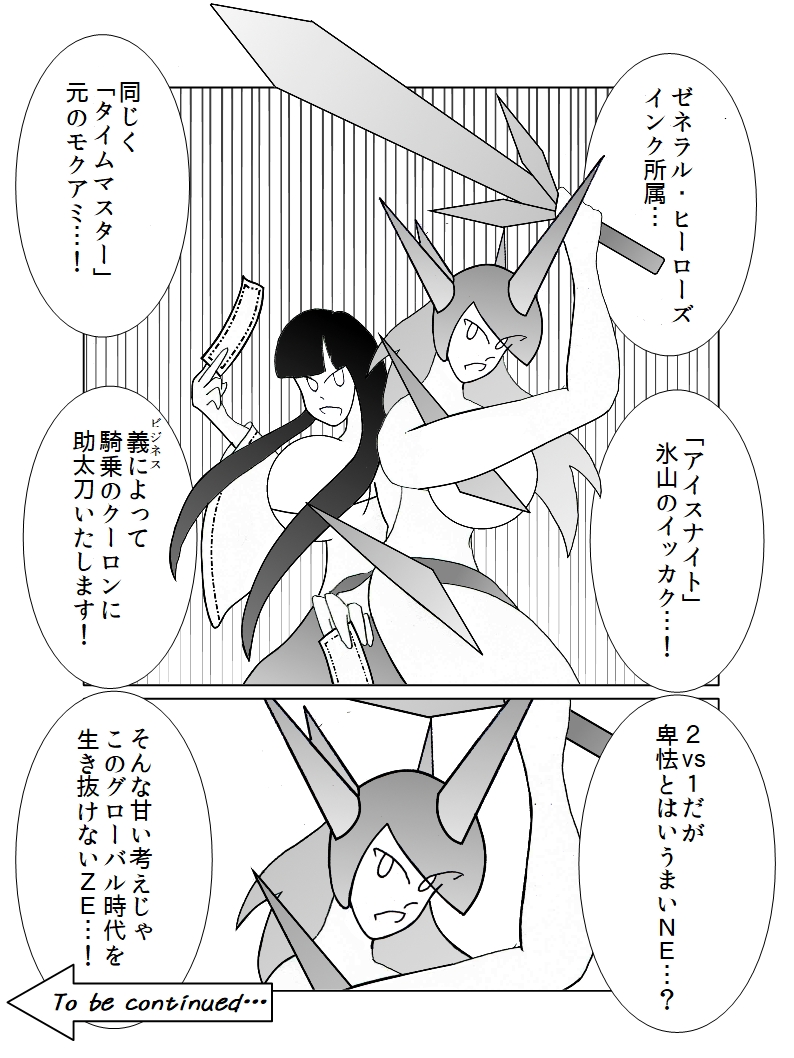 ゼネラル・ヒーローズ
インク所属…
「アイスナイト」
氷山のイッカク…！
同じく
「タイムマスター」
元のモクアミ…！
ビジネス
義によって
騎乗のクーロンに
助太刀いたします！
２vs１だが
卑怯とはいうまいＮＥ…？
そんな甘い考えじゃ
このグローバル時代を
生き抜けないＺＥ…！
To be continued…